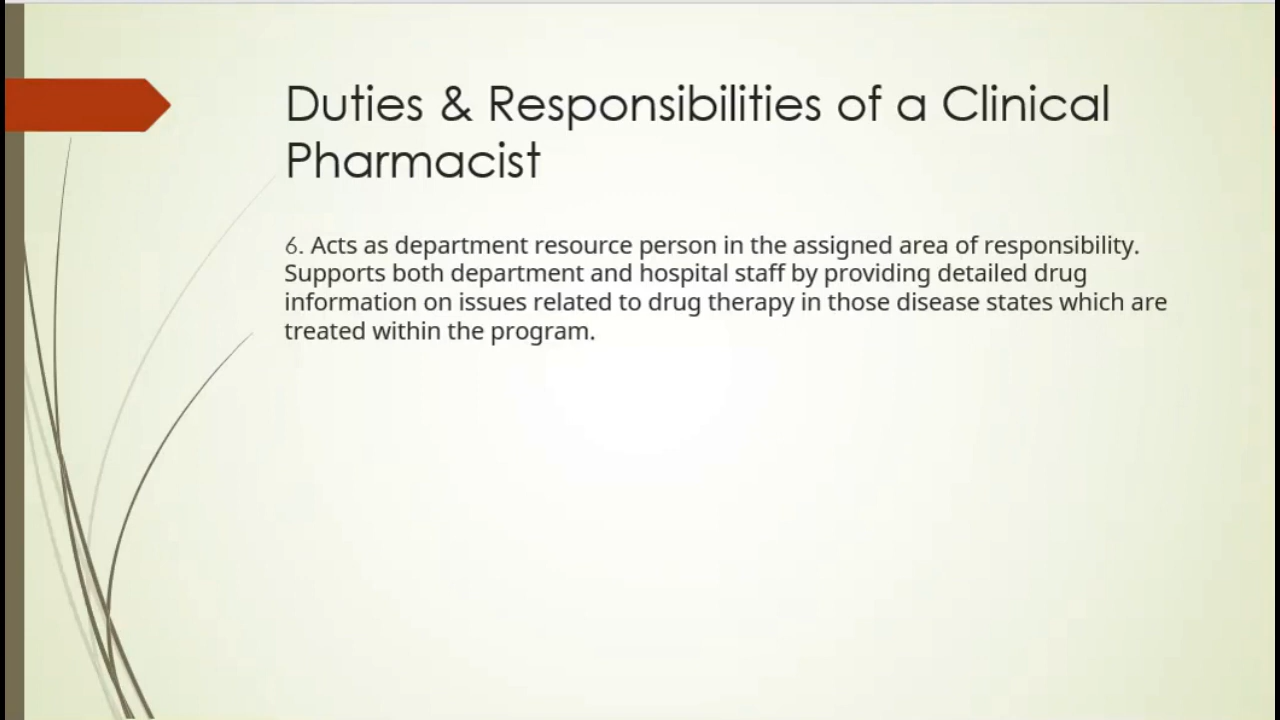 Duties & Responsibilities of a Clinical
Pharmacist
6. Acts as department resource person in the assigned area of responsibility.
Supports both department and hospital staff by providing detailed drug
information on issues related to drug therapy in those disease states which are
treated within the program.